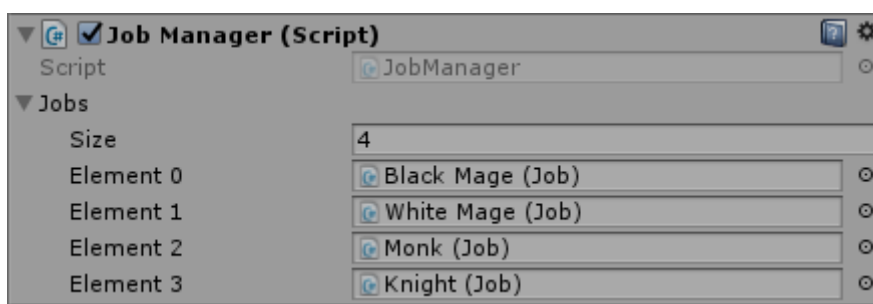 Job Manager (Script)
Script JobManager
Jobs
Size 4
Element 0 Black Mage (Job)
Element 1 White Mage (Job)
Element 2 Monk (Job)
Element 3 Knight (Job)